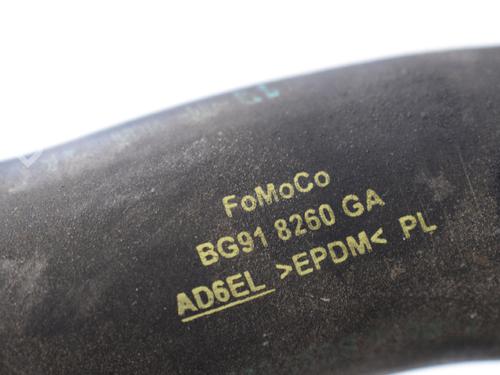 FoMoCo
BG91 8260 GA
AD6EL >EPDM< PL